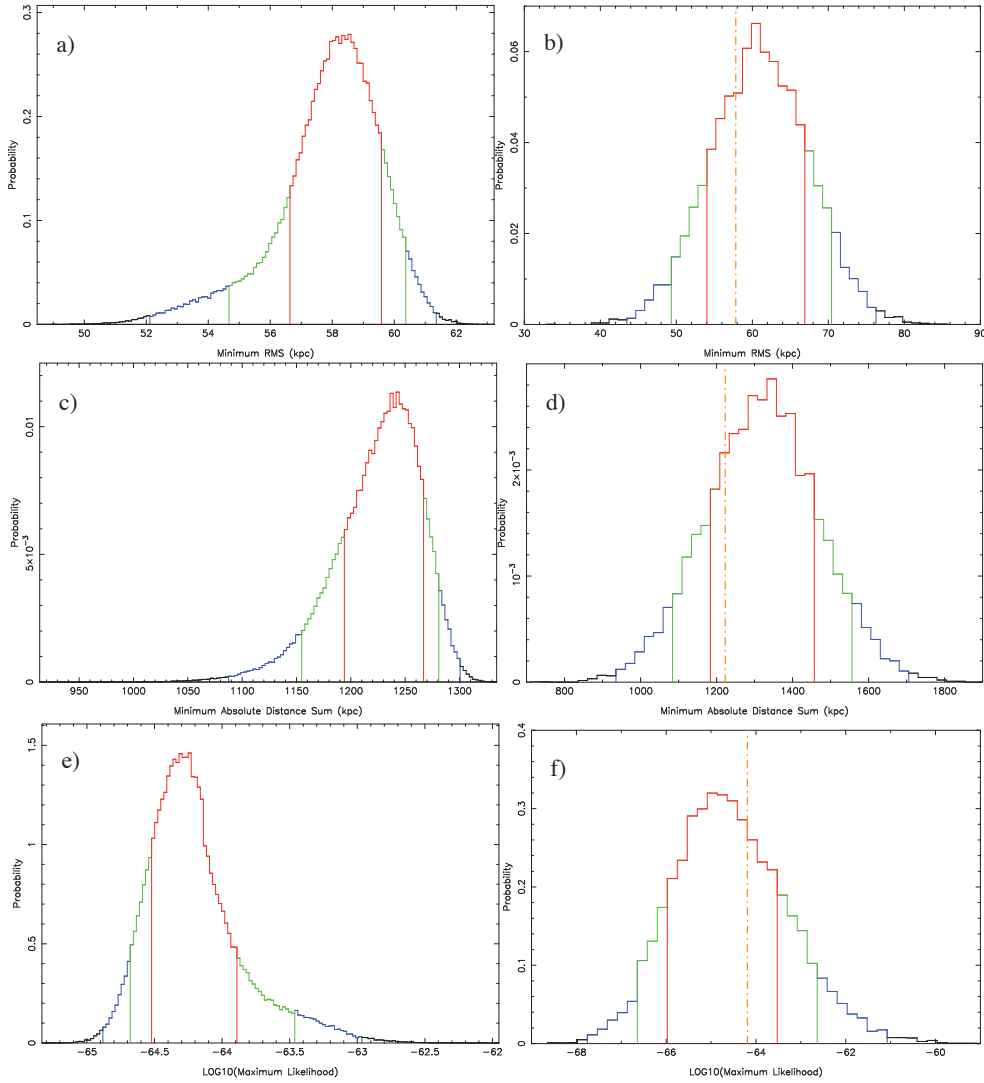 a)
0.3
0.2
0.1
0
Probability
50 52 54 56 58 60 62
Minimum RMS (kpc)
b)
0.06
0.04
0.02
0
Probability
30 40 50 60 70 80 90
Minimum RMS (kpc)
c)
0.01
5×10⁻³
0
Probability
950 1000 1050 1100 1150 1200 1250 1300
Minimum Absolute Distance Sum (kpc)
d)
2×10⁻³
10⁻³
0
Probability
800 1000 1200 1400 1600 1800
Minimum Absolute Distance Sum (kpc)
e)
1.5
1
0.5
0
Probability
−65 −64.5 −64 −63.5 −63 −62.5 −62
LOG10(Maximum Likelihood)
f)
0.4
0.3
0.2
0.1
0
Probability
−68 −66 −64 −62 −60
LOG10(Maximum Likelihood)